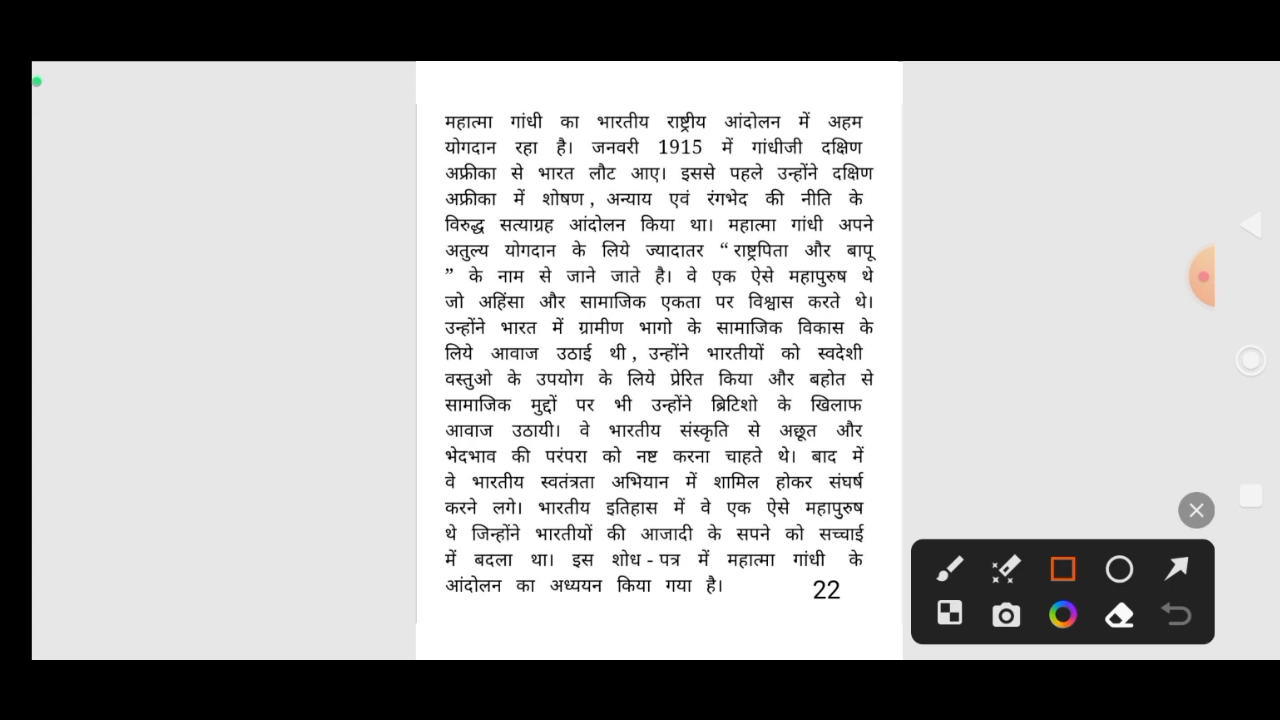 महात्मा गांधी का भारतीय राष्ट्रीय आंदोलन में अहम
योगदान रहा है। जनवरी 1915 में गांधीजी दक्षिण
अफ्रीका से भारत लौट आए। इससे पहले उन्होंने दक्षिण
अफ्रीका में शोषण , अन्याय एवं रंगभेद की नीति के
विरुद्ध सत्याग्रह आंदोलन किया था। महात्मा गांधी अपने
अतुल्य योगदान के लिये ज्यादातर “ राष्ट्रपिता और बापू
” के नाम से जाने जाते है। वे एक ऐसे महापुरुष थे
जो अहिंसा और सामाजिक एकता पर विश्वास करते थे।
उन्होंने भारत में ग्रामीण भागो के सामाजिक विकास के
लिये आवाज उठाई थी , उन्होंने भारतीयों को स्वदेशी
वस्तुओ के उपयोग के लिये प्रेरित किया और बहोत से
सामाजिक मुद्दों पर भी उन्होंने ब्रिटिशो के खिलाफ
आवाज उठायी। वे भारतीय संस्कृति से अछूत और
भेदभाव की परंपरा को नष्ट करना चाहते थे। बाद में
वे भारतीय स्वतंत्रता अभियान में शामिल होकर संघर्ष
करने लगे। भारतीय इतिहास में वे एक ऐसे महापुरुष
थे जिन्होंने भारतीयों की आजादी के सपने को सच्चाई
में बदला था। इस शोध - पत्र में महात्मा गांधी के
आंदोलन का अध्ययन किया गया है।
22